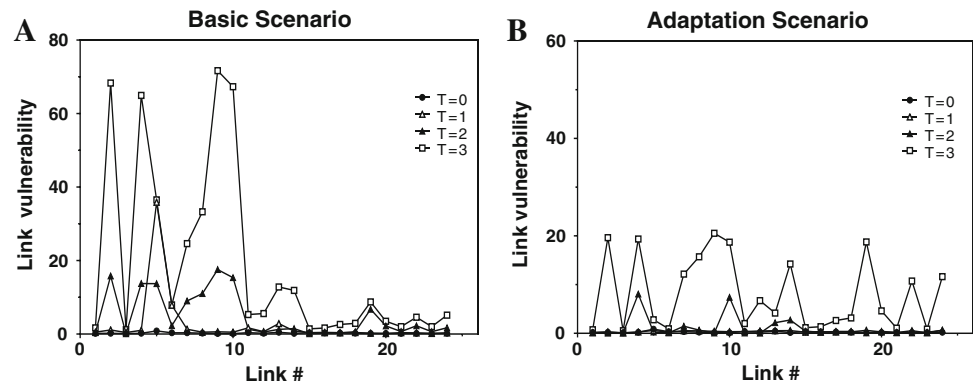 A
Basic Scenario
80
60
40
20
0
0
10
20
Link vulnerability
Link #
T=0
T=1
T=2
T=3
B
Adaptation Scenario
60
40
20
0
0
10
20
Link vulnerability
Link #
T=0
T=1
T=2
T=3